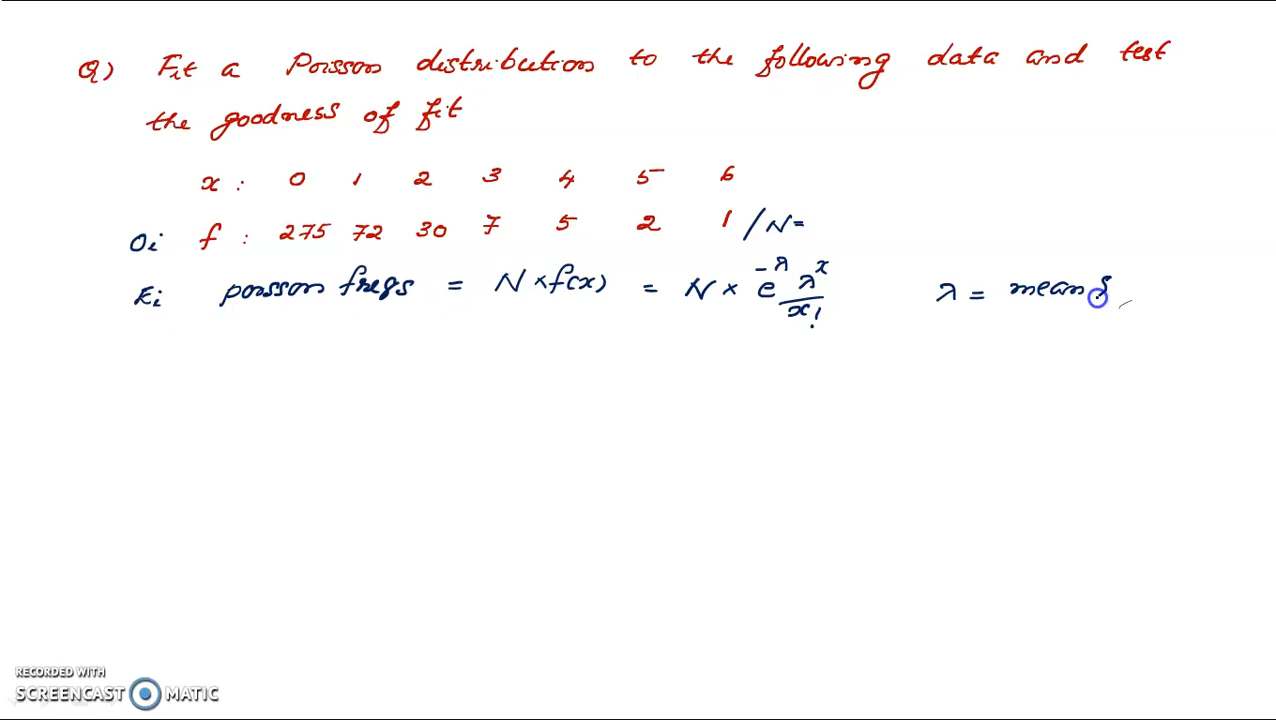 Q) Fit a Poisson distribution to the following data and test
the goodness of fit
x : 0 1 2 3 4 5 6
Oi f : 275 72 30 7 5 2 1 / N=
Ei poisson freqs = N × f(x) = N × e^-λ λ^x / x! λ = mean
RECORDED WITH
SCREENCAST MATIC